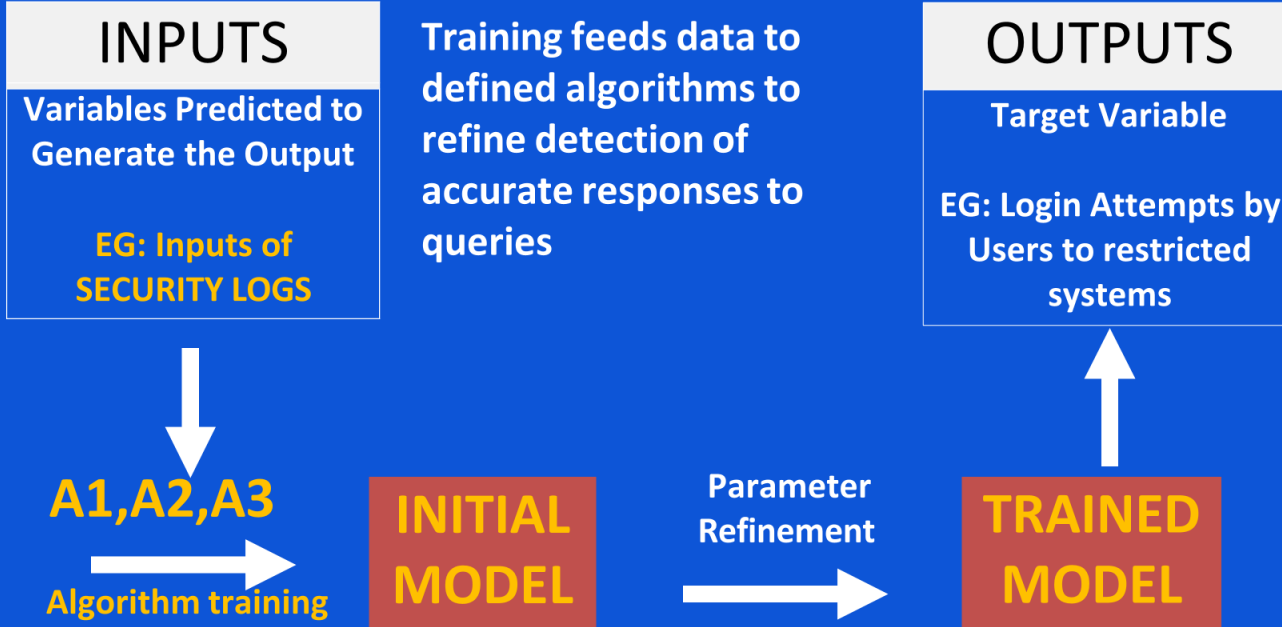 INPUTS
Variables Predicted to
Generate the Output
EG: Inputs of
SECURITY LOGS
Training feeds data to
defined algorithms to
refine detection of
accurate responses to
queries
OUTPUTS
Target Variable
EG: Login Attempts by
Users to restricted
systems
A1,A2,A3
Algorithm training
INITIAL
MODEL
Parameter
Refinement
TRAINED
MODEL